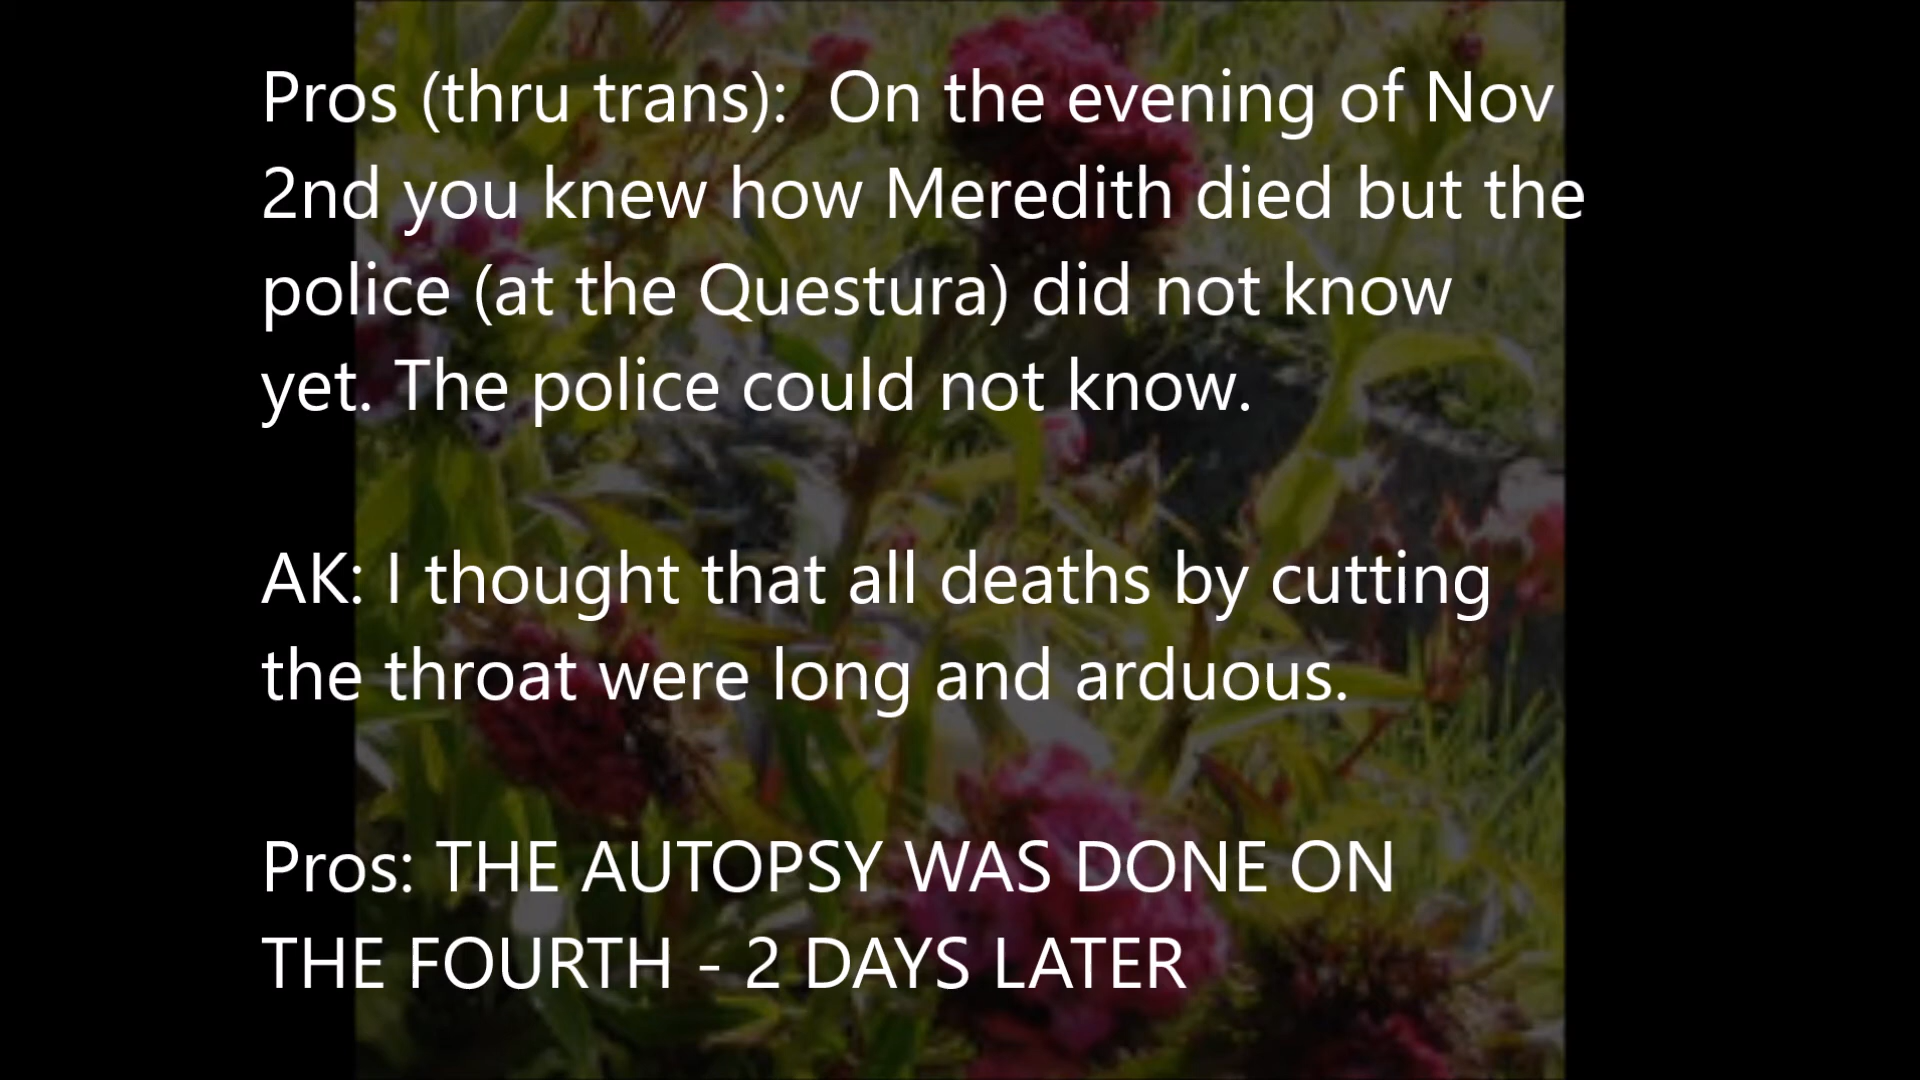 Pros (thru trans):  On the evening of Nov
2nd you knew how Meredith died but the
police (at the Questura) did not know
yet. The police could not know.
AK: I thought that all deaths by cutting
the throat were long and arduous.
Pros: THE AUTOPSY WAS DONE ON
THE FOURTH - 2 DAYS LATER